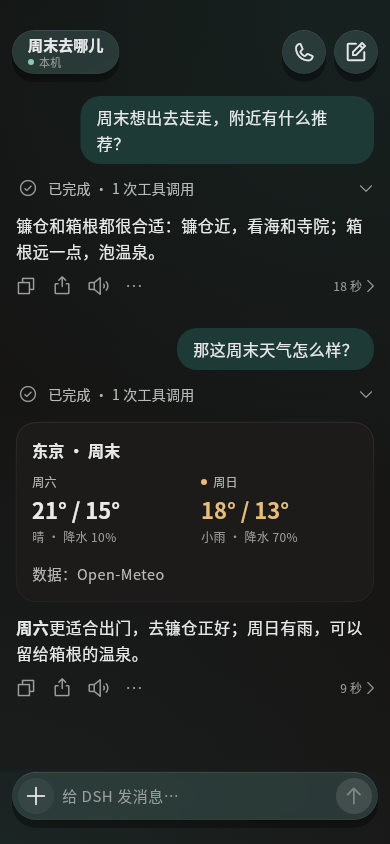 周末去哪儿
本机
周末想出去走走，附近有什么推
荐？
已完成 · 1 次工具调用
镰仓和箱根都很合适：镰仓近，看海和寺院；箱
根远一点，泡温泉。
18 秒
那这周末天气怎么样？
已完成 · 1 次工具调用
东京 · 周末
周六
21° / 15°
晴 · 降水 10%
周日
18° / 13°
小雨 · 降水 70%
数据：Open-Meteo
周六更适合出门，去镰仓正好；周日有雨，可以
留给箱根的温泉。
9 秒
给 DSH 发消息…